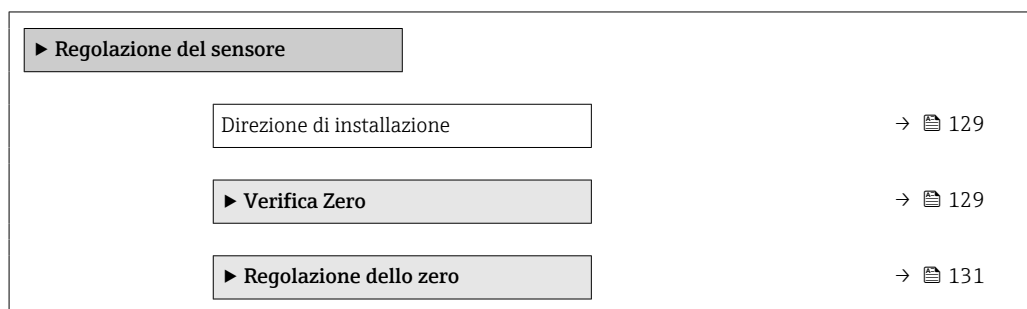 ▶ Regolazione del sensore
Direzione di installazione → 129
▶ Verifica Zero → 129
▶ Regolazione dello zero → 131